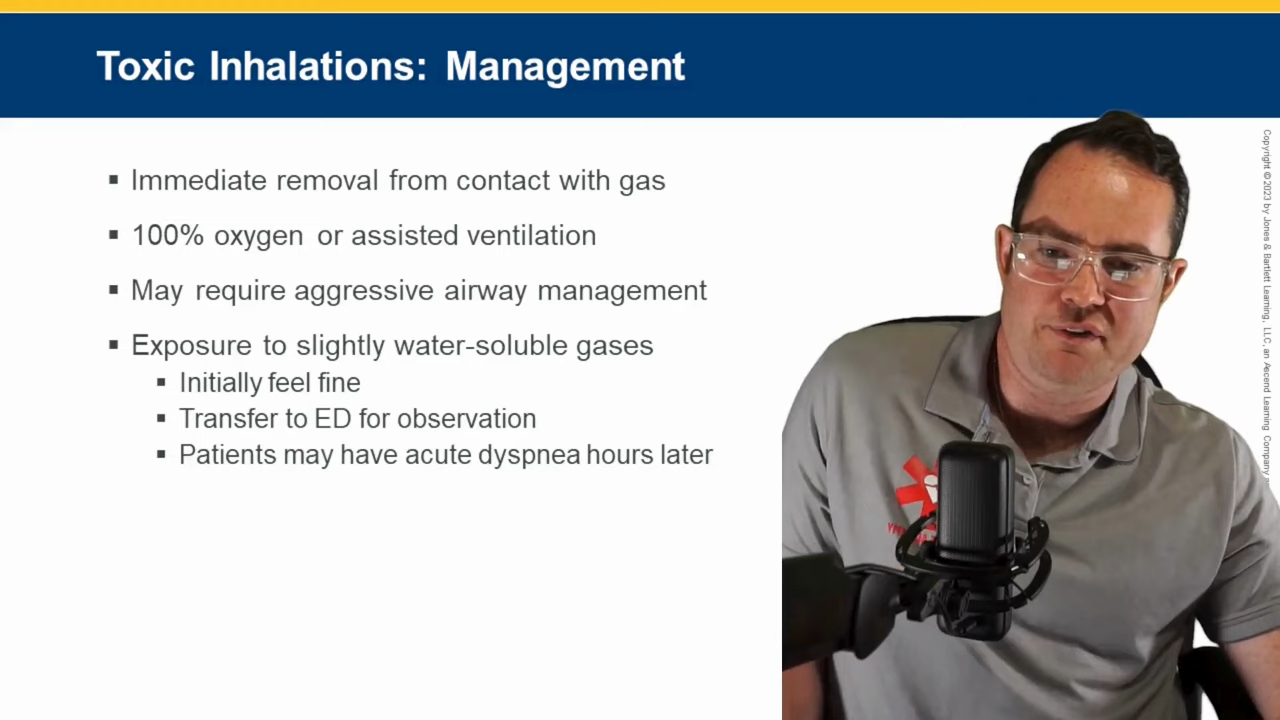 Toxic Inhalations: Management
▪ Immediate removal from contact with gas
▪ 100% oxygen or assisted ventilation
▪ May require aggressive airway management
▪ Exposure to slightly water-soluble gases
▪ Initially feel fine
▪ Transfer to ED for observation
▪ Patients may have acute dyspnea hours later
Copyright ©2023 by Jones & Bartlett Learning, LLC, an Ascend Learning Company